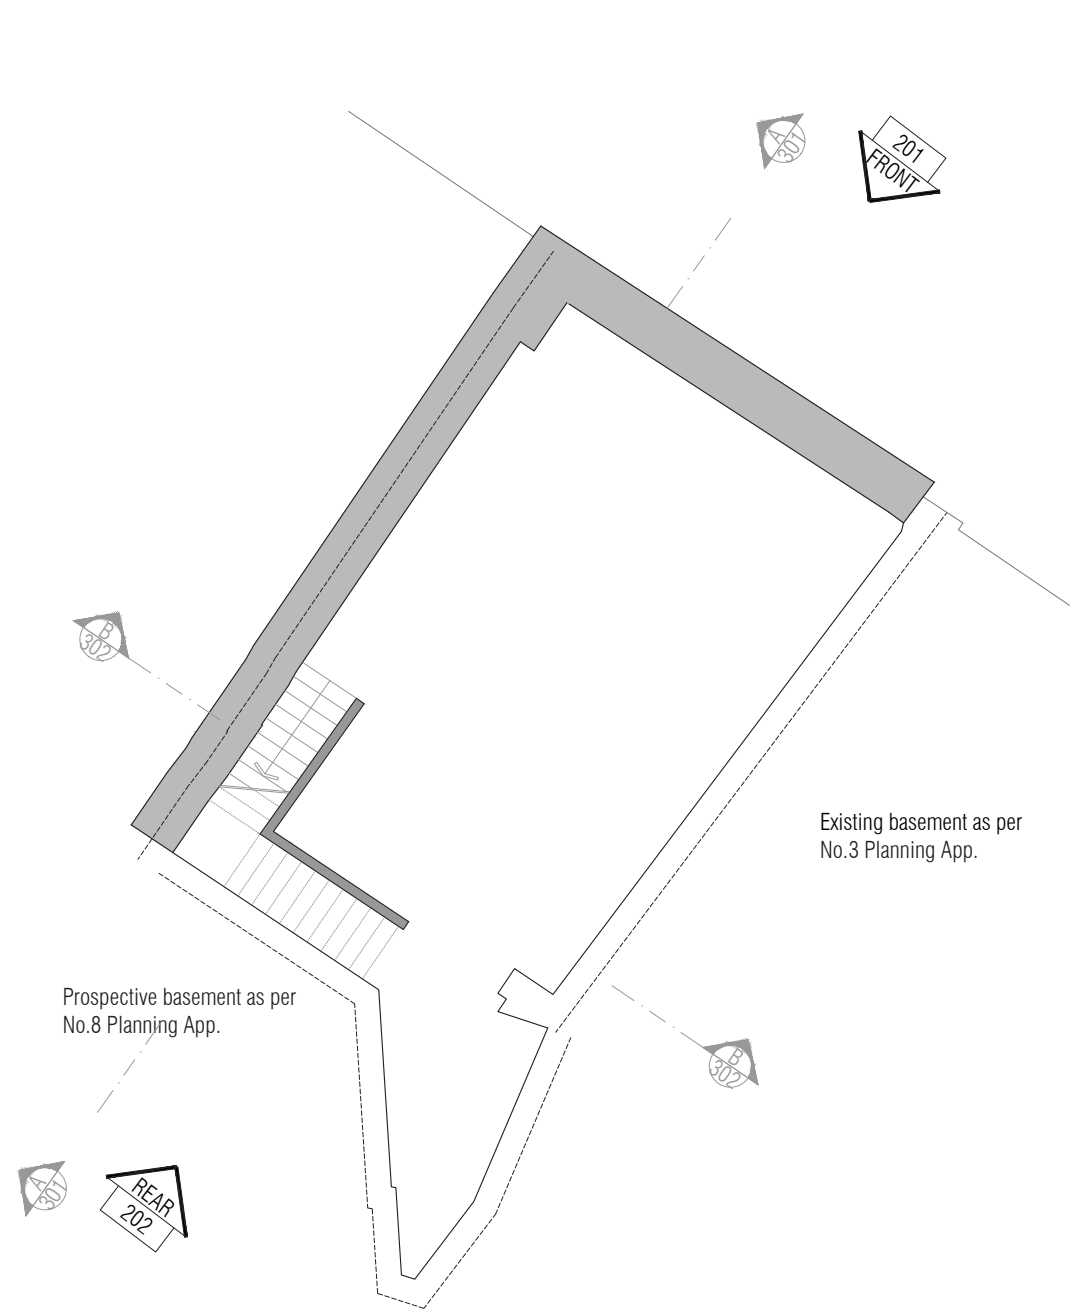 A
301
201
FRONT
B
302
Existing basement as per
No.3 Planning App.
Prospective basement as per
No.8 Planning App.
B
302
A
301
REAR
202